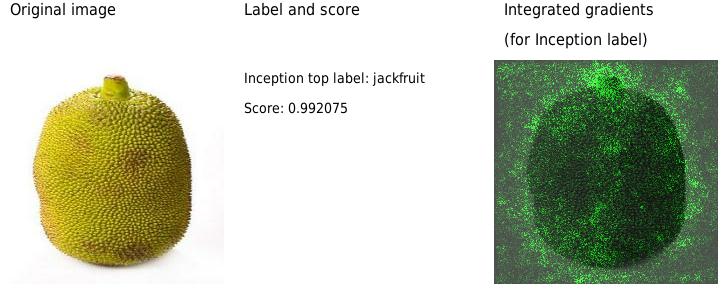 Original image
Label and score
Integrated gradients
(for Inception label)
Inception top label: jackfruit
Score: 0.992075